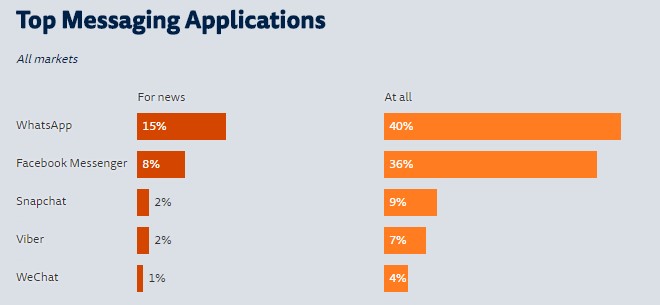 Top Messaging Applications
All markets
For news At all
WhatsApp 15% 40%
Facebook Messenger 8% 36%
Snapchat 2% 9%
Viber 2% 7%
WeChat 1% 4%